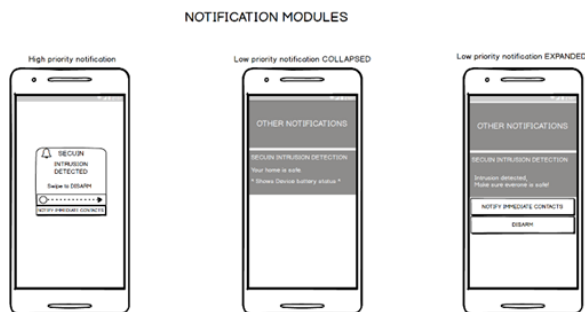 NOTIFICATION MODULES
High priority notification
SECUIN
INTRUSION
DETECTED
Swipe to DISARM
NOTIFY IMMEDIATE CONTACTS
Low priority notification COLLAPSED
OTHER NOTIFICATIONS
SECUIN INTRUSION DETECTION
Your home is safe
* Shows Device battery status *
Low priority notification EXPANDED
OTHER NOTIFICATIONS
SECUIN INTRUSION DETECTION
Intrusion detected,
Make sure everyone is safe!
NOTIFY IMMEDIATE CONTACTS
DISARM